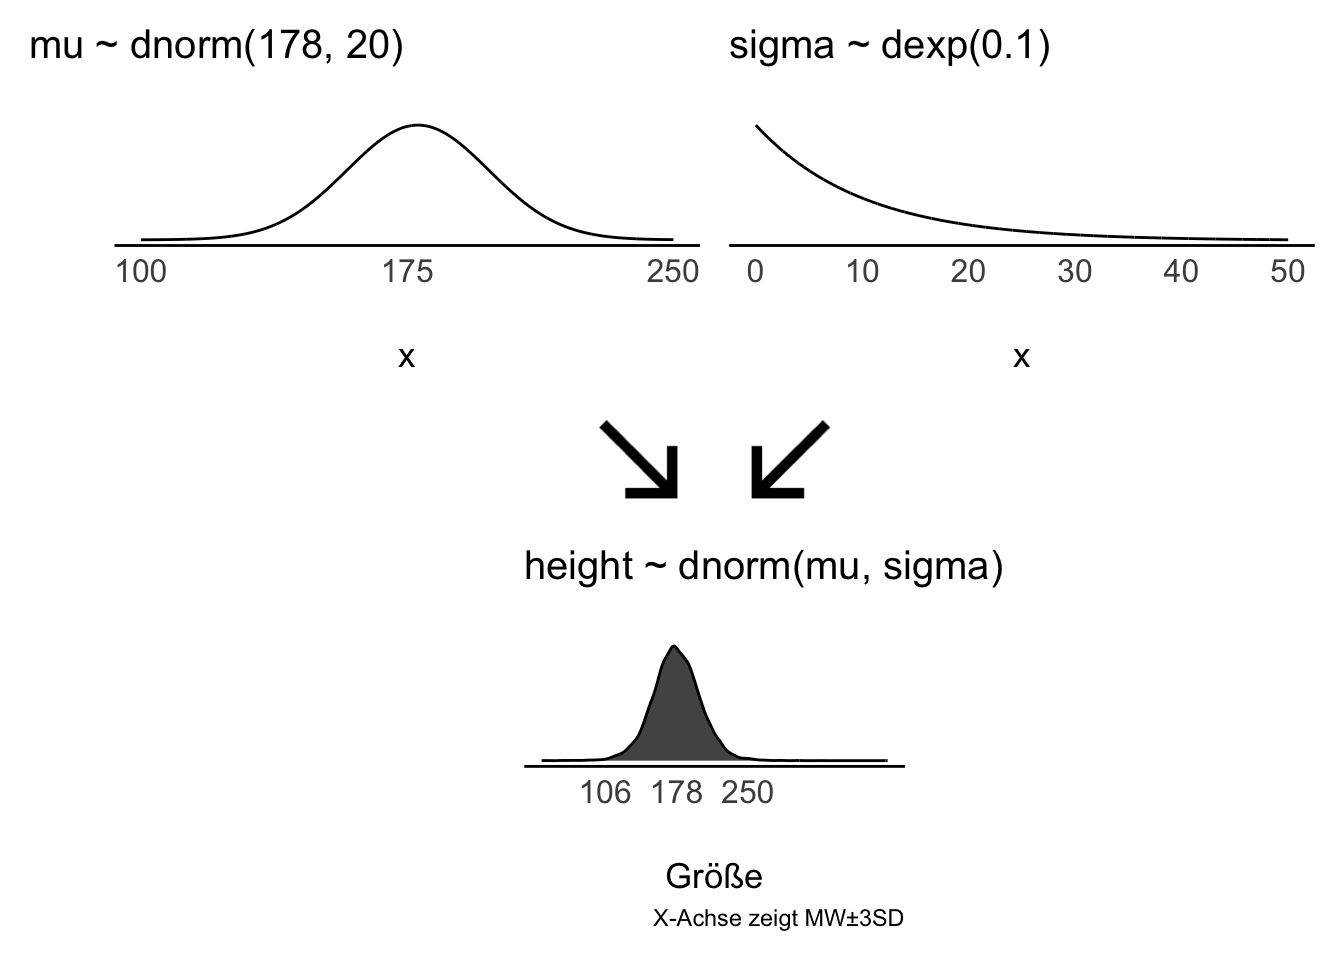 mu ~ dnorm(178, 20)
sigma ~ dexp(0.1)
100 175 250
0 10 20 30 40 50
x
x
height ~ dnorm(mu, sigma)
106 178 250
Größe
X-Achse zeigt MW±3SD